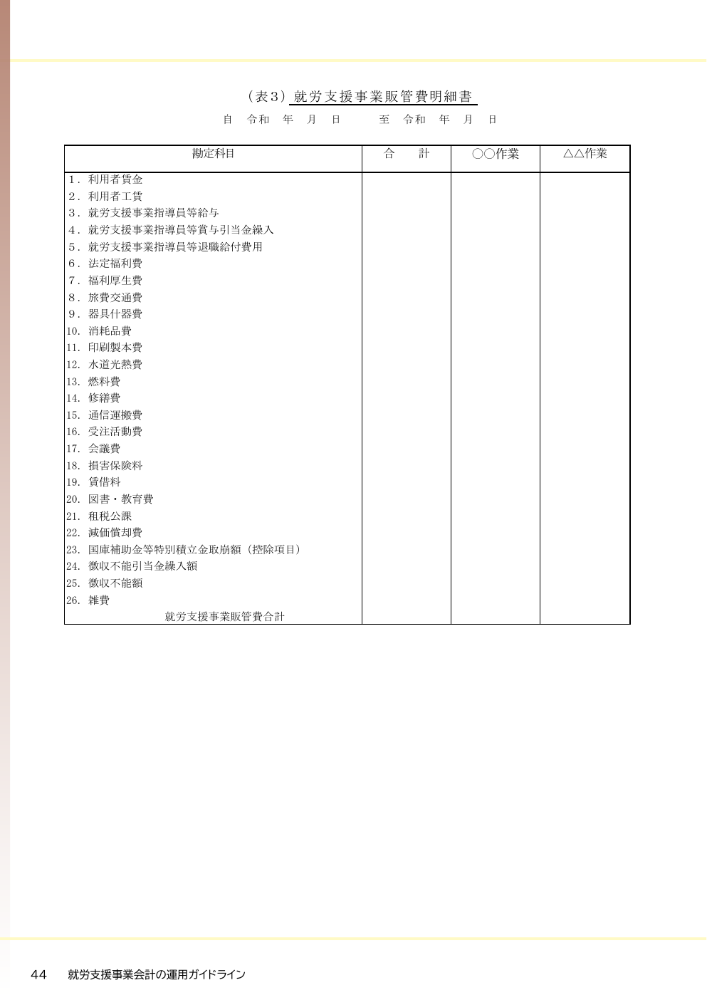 （表３）就労支援事業販管費明細書
自　令和　年　月　日　　　至　令和　年　月　日
勘定科目　合　　計　○○作業　△△作業
１．利用者賃金
２．利用者工賃
３．就労支援事業指導員等給与
４．就労支援事業指導員等賞与引当金繰入
５．就労支援事業指導員等退職給付費用
６．法定福利費
７．福利厚生費
８．旅費交通費
９．器具什器費
10．消耗品費
11．印刷製本費
12．水道光熱費
13．燃料費
14．修繕費
15．通信運搬費
16．受注活動費
17．会議費
18．損害保険料
19．賃借料
20．図書・教育費
21．租税公課
22．減価償却費
23．国庫補助金等特別積立金取崩額（控除項目）
24．徴収不能引当金繰入額
25．徴収不能額
26．雑費
就労支援事業販管費合計
44　就労支援事業会計の運用ガイドライン